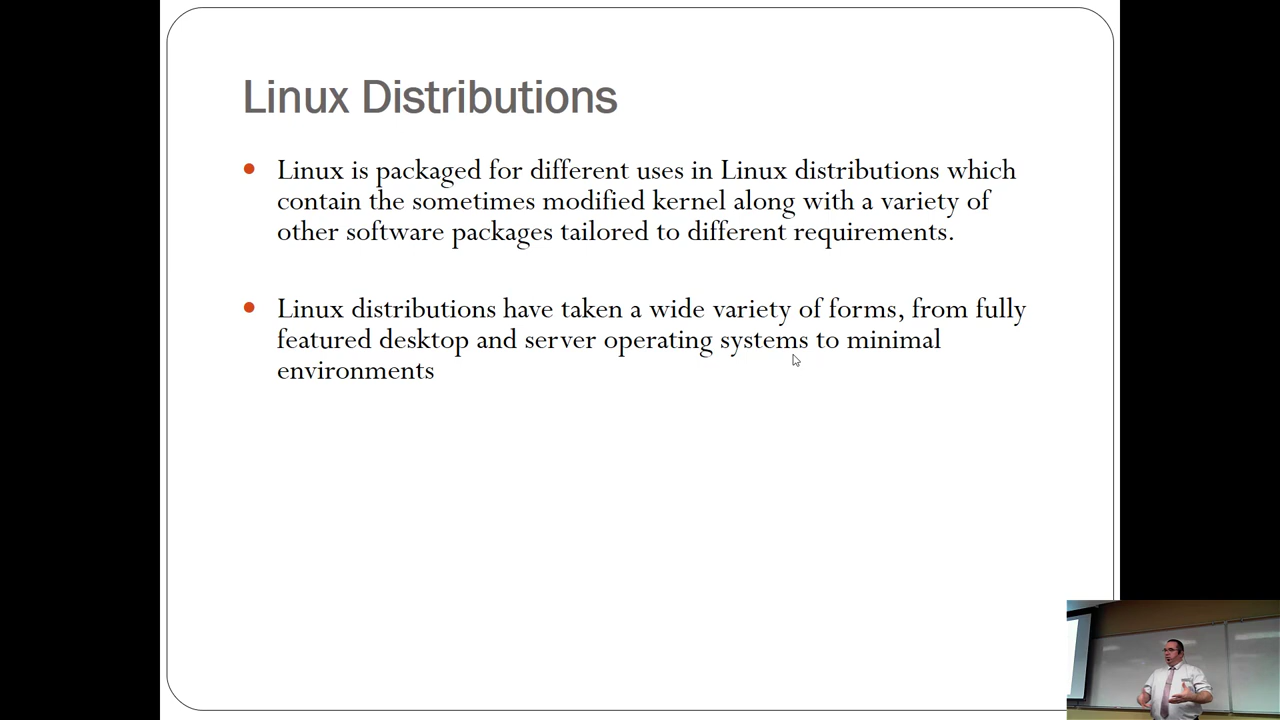 Linux Distributions
Linux is packaged for different uses in Linux distributions which
contain the sometimes modified kernel along with a variety of
other software packages tailored to different requirements.
Linux distributions have taken a wide variety of forms, from fully
featured desktop and server operating systems to minimal
environments